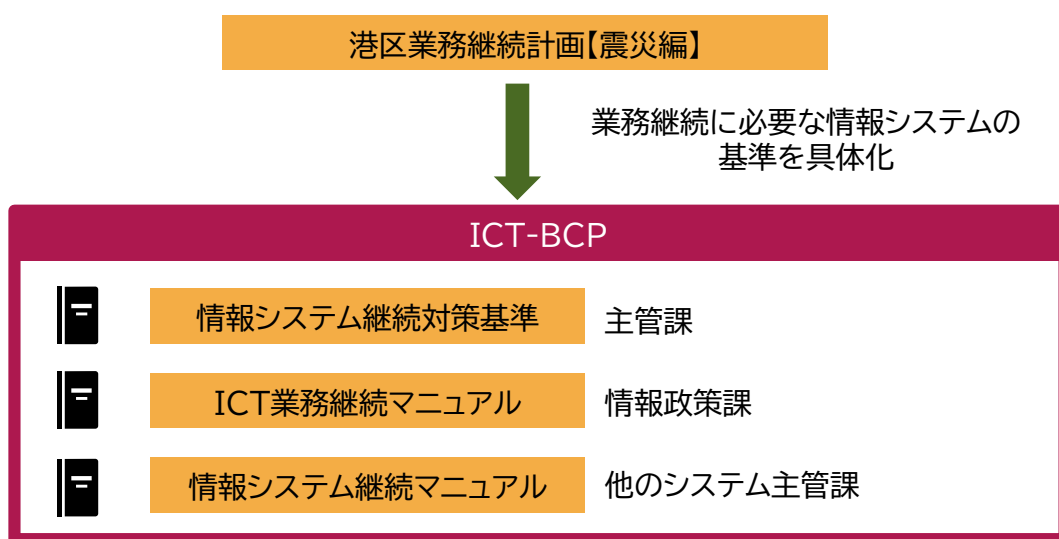 港区業務継続計画【震災編】
業務継続に必要な情報システムの
基準を具体化
ICT-BCP
情報システム継続対策基準 主管課
ICT業務継続マニュアル 情報政策課
情報システム継続マニュアル 他のシステム主管課